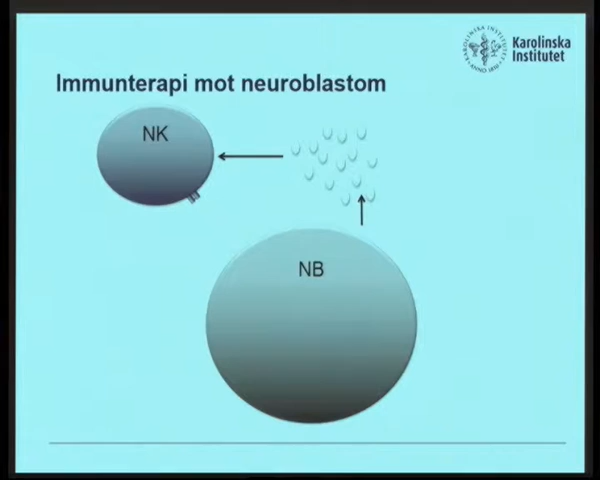 Karolinska
Institutet
Immunterapi mot neuroblastom
NK
NB